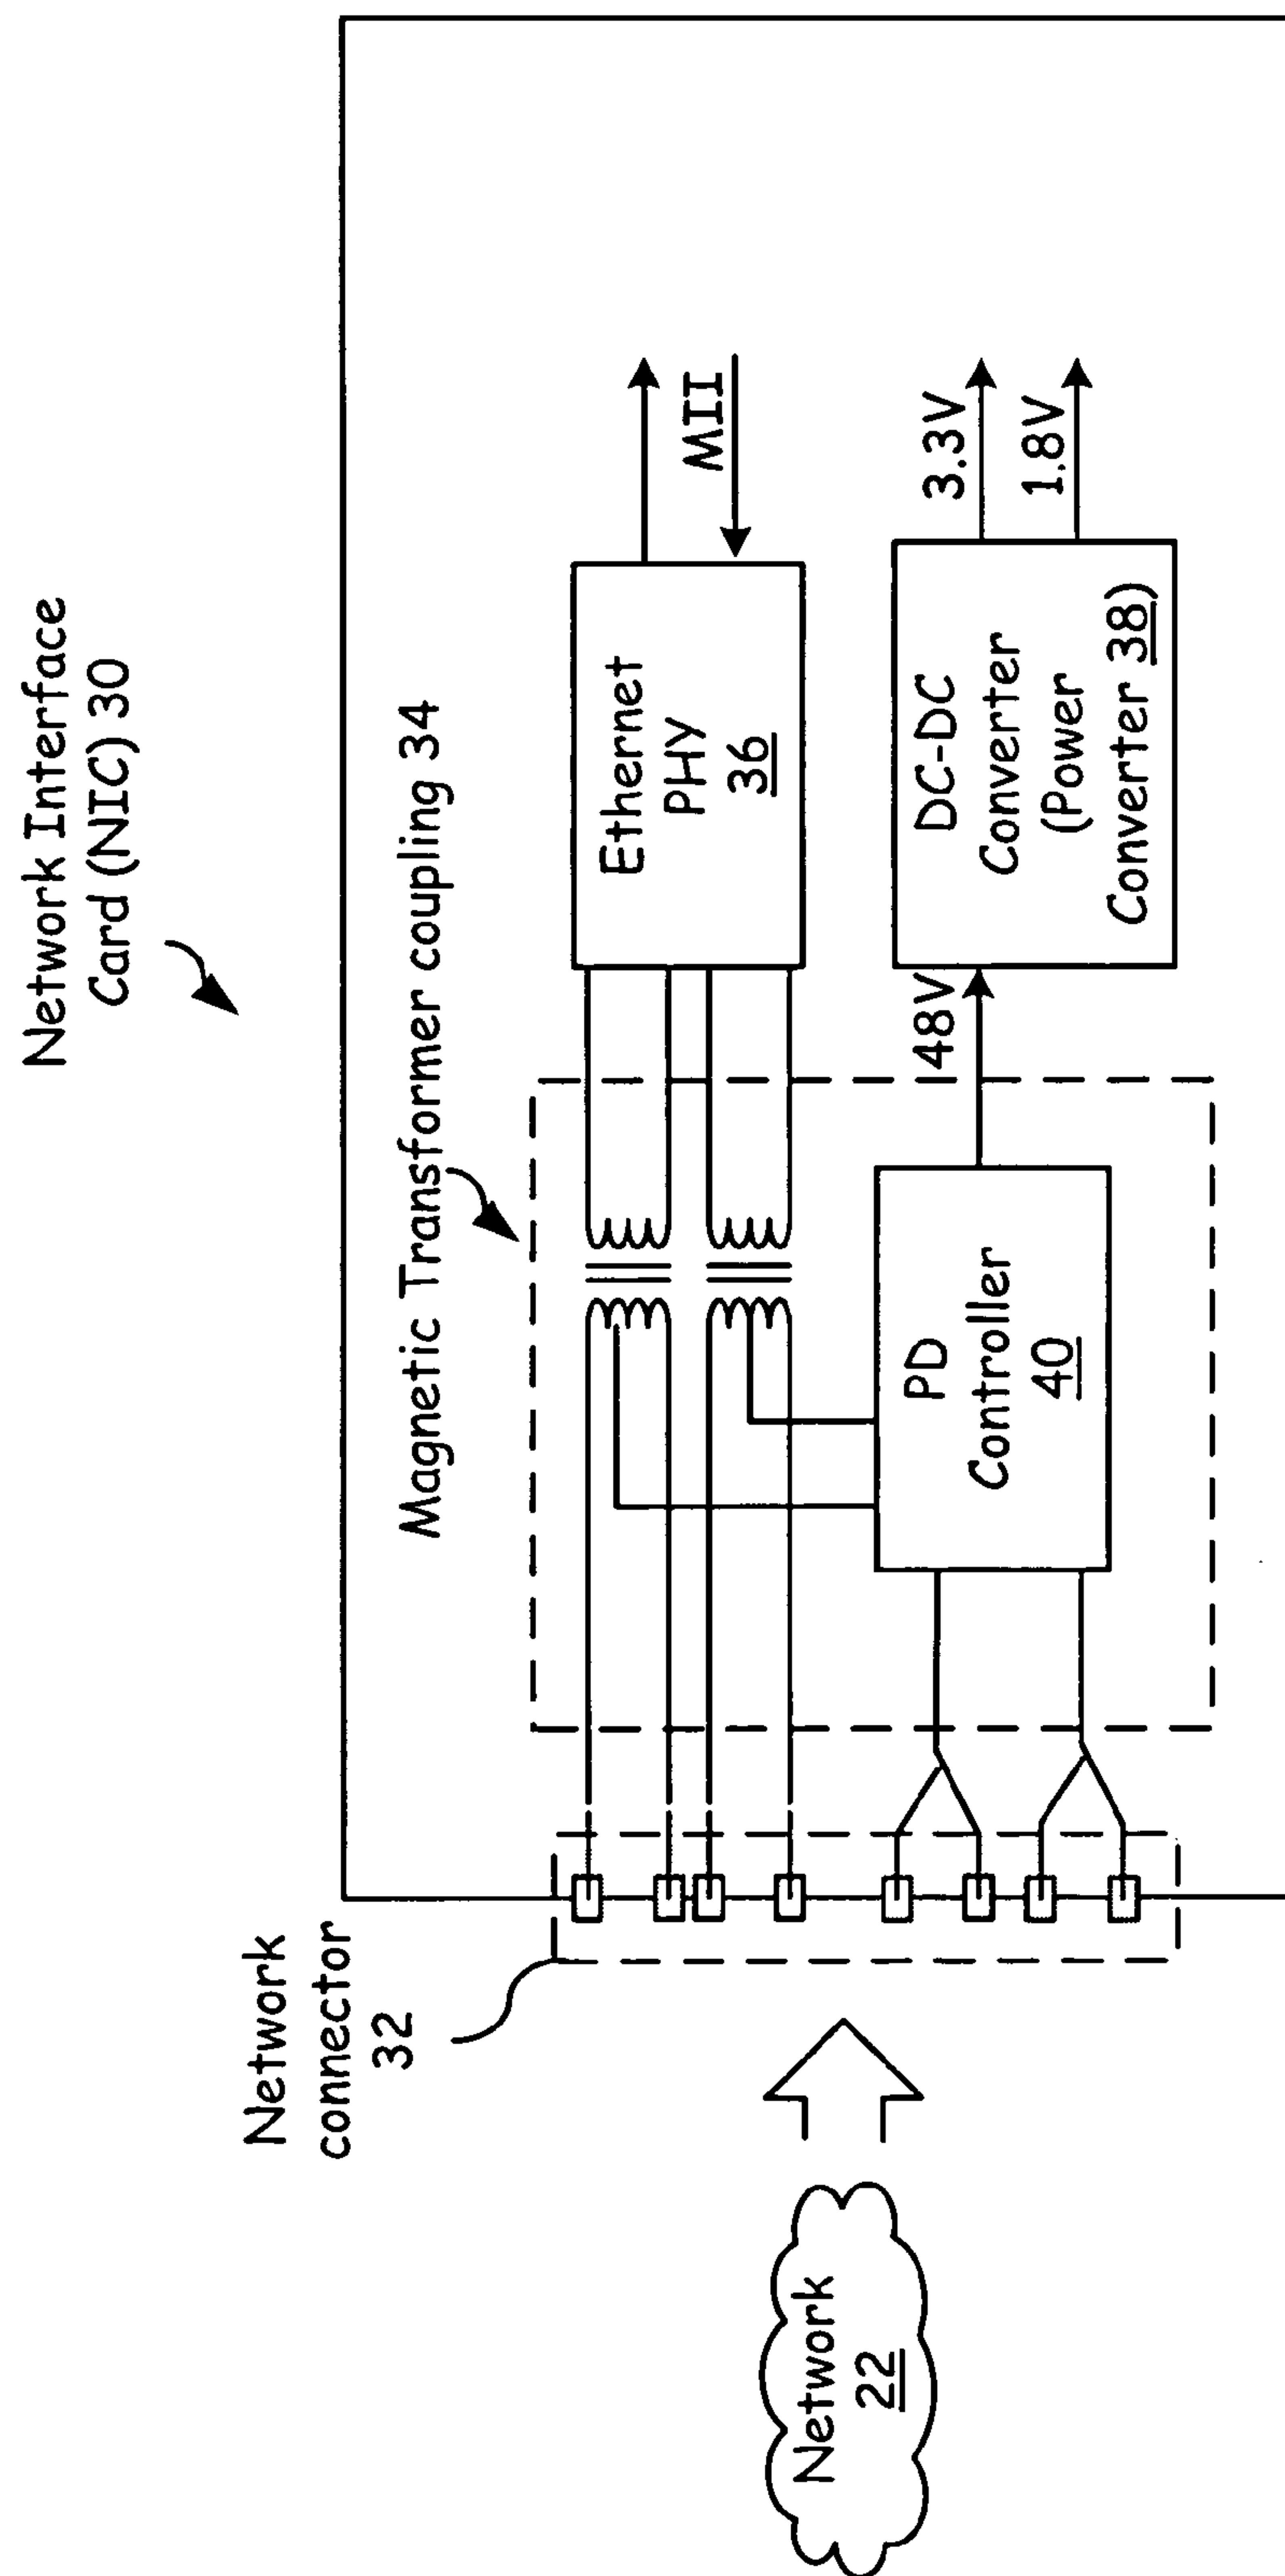 Network Interface
Card (NIC) 30
Magnetic Transformer coupling 34
Network
connector
32
Ethernet
PHY
36
MII
48V
DC-DC
Converter
(Power
Converter 38)
3.3V
1.8V
PD
Controller
40
Network
22